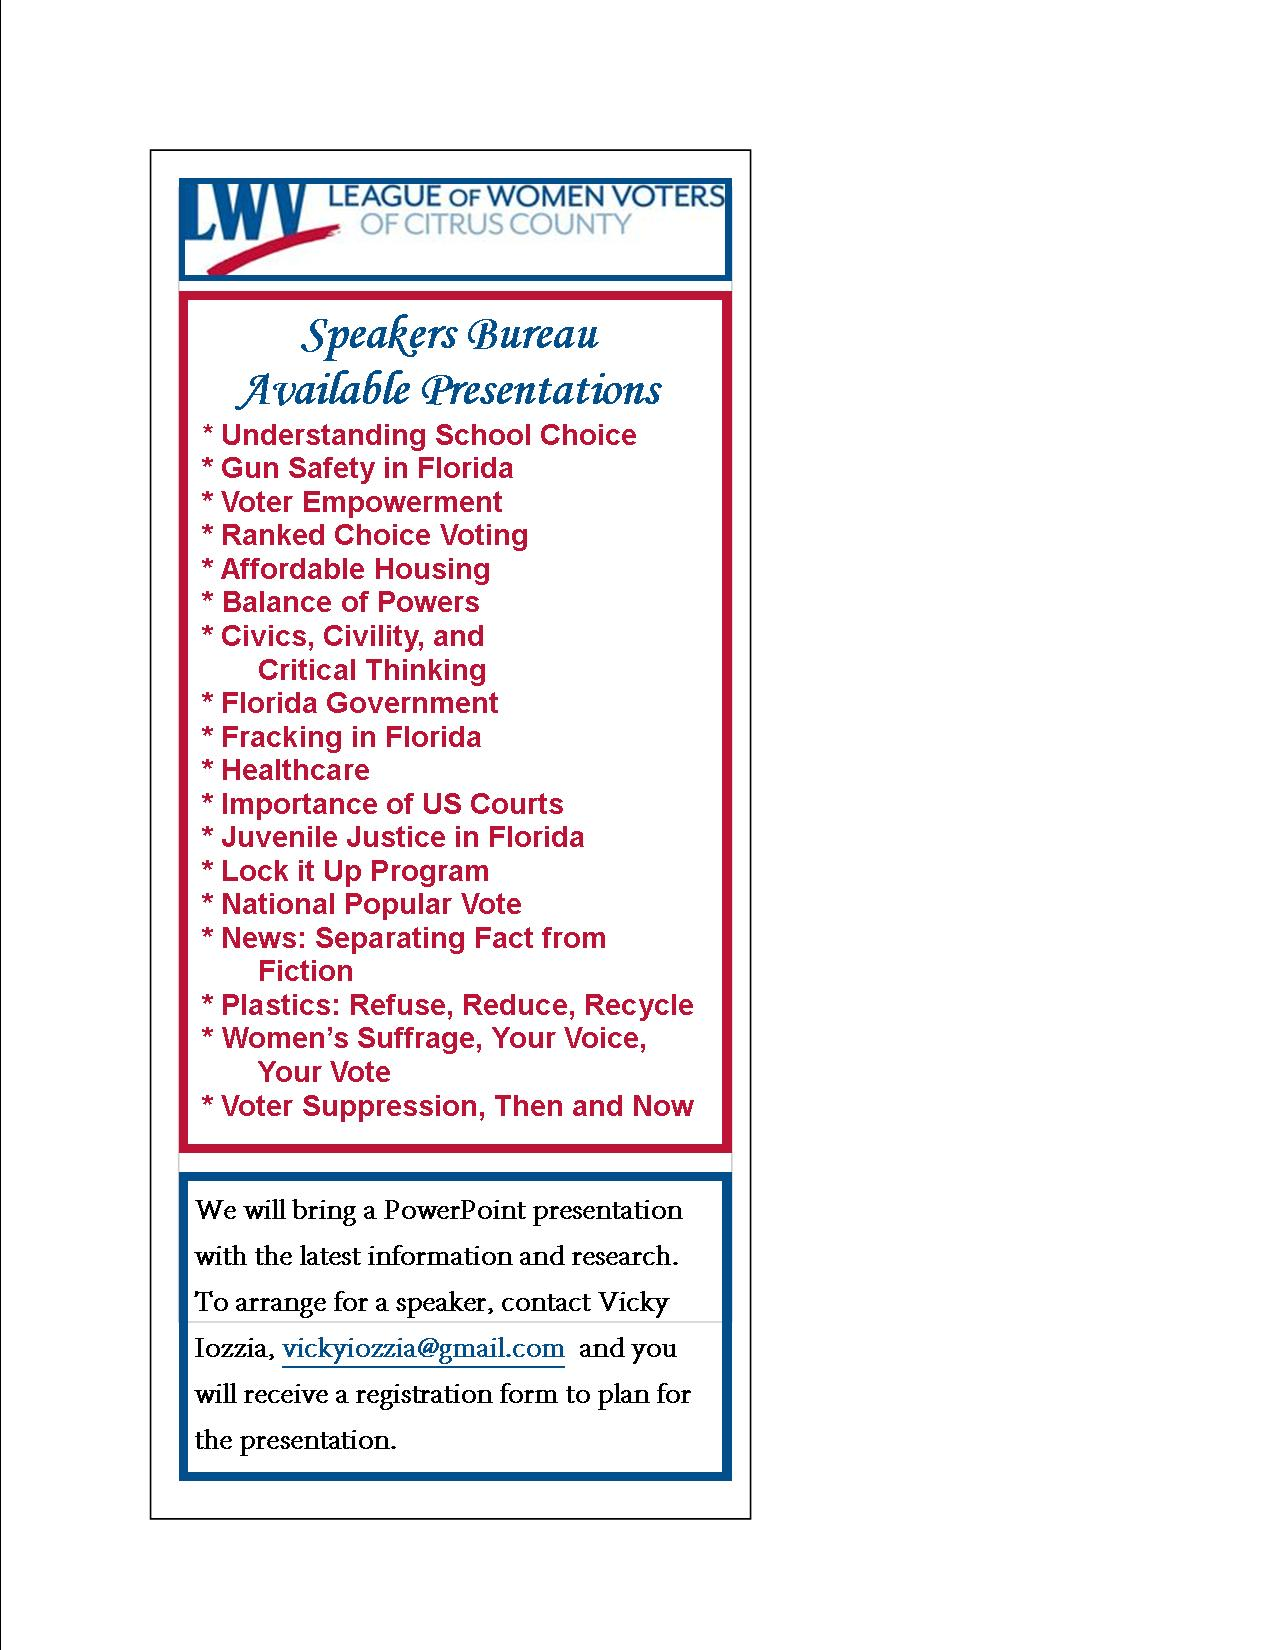 LWV LEAGUE OF WOMEN VOTERS
OF CITRUS COUNTY
Speakers Bureau
Available Presentations
* Understanding School Choice
* Gun Safety in Florida
* Voter Empowerment
* Ranked Choice Voting
* Affordable Housing
* Balance of Powers
* Civics, Civility, and
Critical Thinking
* Florida Government
* Fracking in Florida
* Healthcare
* Importance of US Courts
* Juvenile Justice in Florida
* Lock it Up Program
* National Popular Vote
* News: Separating Fact from
Fiction
* Plastics: Refuse, Reduce, Recycle
* Women’s Suffrage, Your Voice,
Your Vote
* Voter Suppression, Then and Now
We will bring a PowerPoint presentation
with the latest information and research.
To arrange for a speaker, contact Vicky
Iozzia, vickyiozzia@gmail.com and you
will receive a registration form to plan for
the presentation.